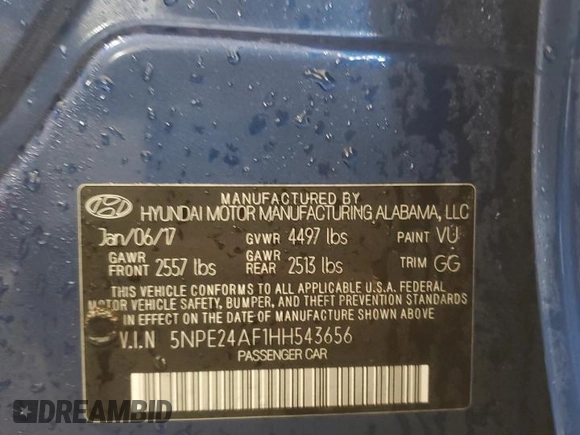 MANUFACTURED BY
HYUNDAI MOTOR MANUFACTURING ALABAMA, LLC
Jan/06/17 GVWR 4497 lbs PAINT VU
GAWR FRONT 2557 lbs GAWR REAR 2513 lbs TRIM GG
THIS VEHICLE CONFORMS TO ALL APPLICABLE U.S.A. FEDERAL
MOTOR VEHICLE SAFETY, BUMPER, AND THEFT PREVENTION STANDARDS
IN EFFECT ON THE DATE OF MANUFACTURE SHOWN ABOVE.
V.I.N 5NPE24AF1HH543656
PASSENGER CAR
DREAMBID